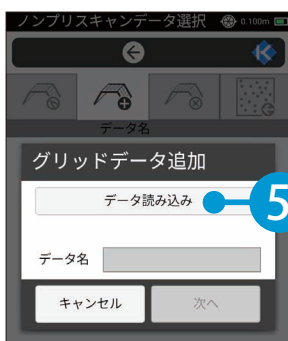 ノンプリスキャンデータ選択 0.100m
データ名
グリッドデータ追加
データ読み込み
5
データ名
キャンセル 次へ